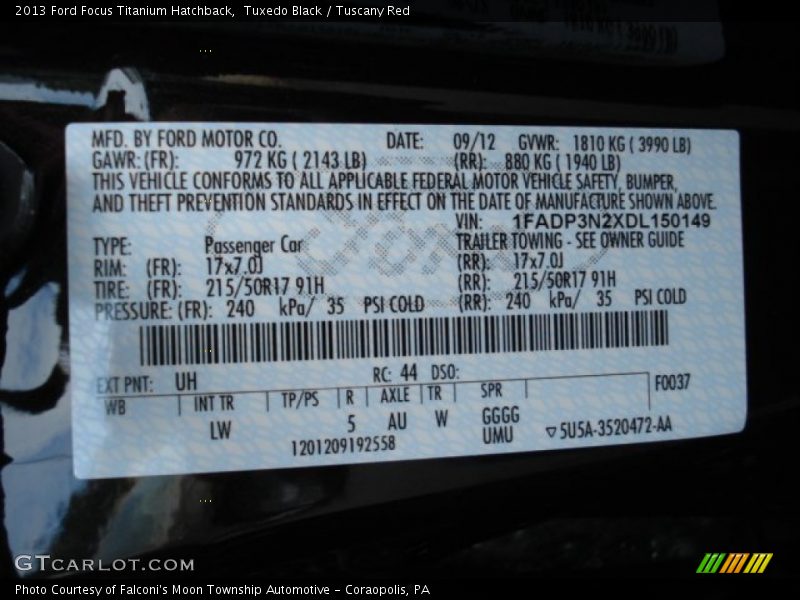 2013 Ford Focus Titanium Hatchback,  Tuxedo Black / Tuscany Red
MFD. BY FORD MOTOR CO. DATE: 09/12 GVWR: 1810 KG ( 3990 LB)
GAWR: (FR): 972 KG ( 2143 LB) (RR): 880 KG ( 1940 LB)
THIS VEHICLE CONFORMS TO ALL APPLICABLE FEDERAL MOTOR VEHICLE SAFETY, BUMPER,
AND THEFT PREVENTION STANDARDS IN EFFECT ON THE DATE OF MANUFACTURE SHOWN ABOVE.
VIN: 1FADP3N2XDL150149
TYPE: Passenger Car TRAILER TOWING - SEE OWNER GUIDE
RIM: (FR): 17x7.0J (RR): 17x7.0J
TIRE: (FR): 215/50R17 91H (RR): 215/50R17 91H
PRESSURE: (FR): 240 kPa/ 35 PSI COLD (RR): 240 kPa/ 35 PSI COLD
EXT PNT: UH RC: 44 DSO:
WB INT TR TP/PS R AXLE TR SPR F0037
LW 5 AU W GGGG
UMU
1201209192558 5U5A-3520472-AA
GTCARLOT.COM
Photo Courtesy of Falconi's Moon Township Automotive - Coraopolis, PA